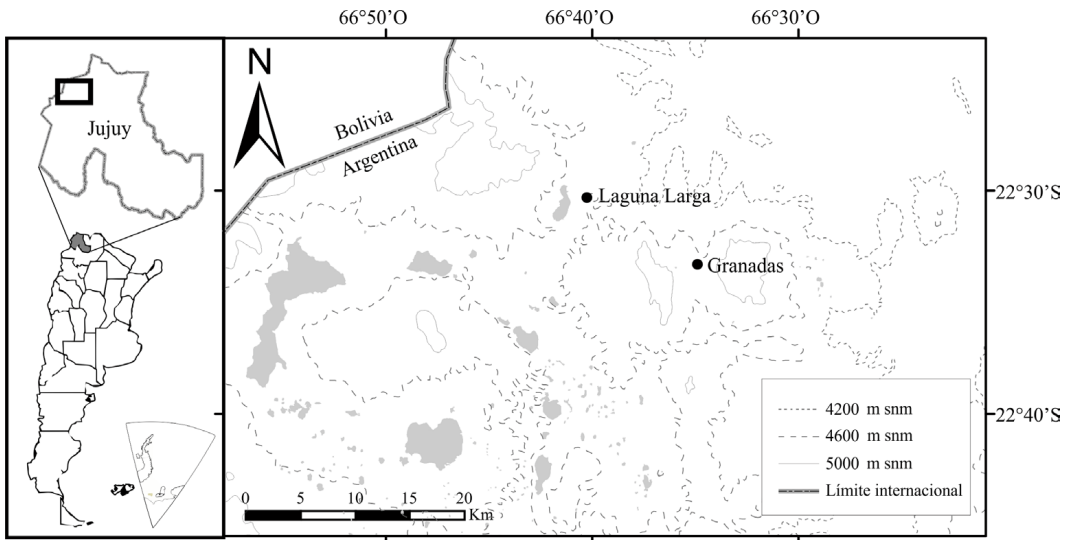 66°50'O
66°40'O
66°30'O
N
Jujuy
Bolivia
Argentina
Laguna Larga
22°30'S
Granadas
4200 m snm
22°40'S
4600 m snm
5000 m snm
Límite internacional
0 5 10 15 20
Km